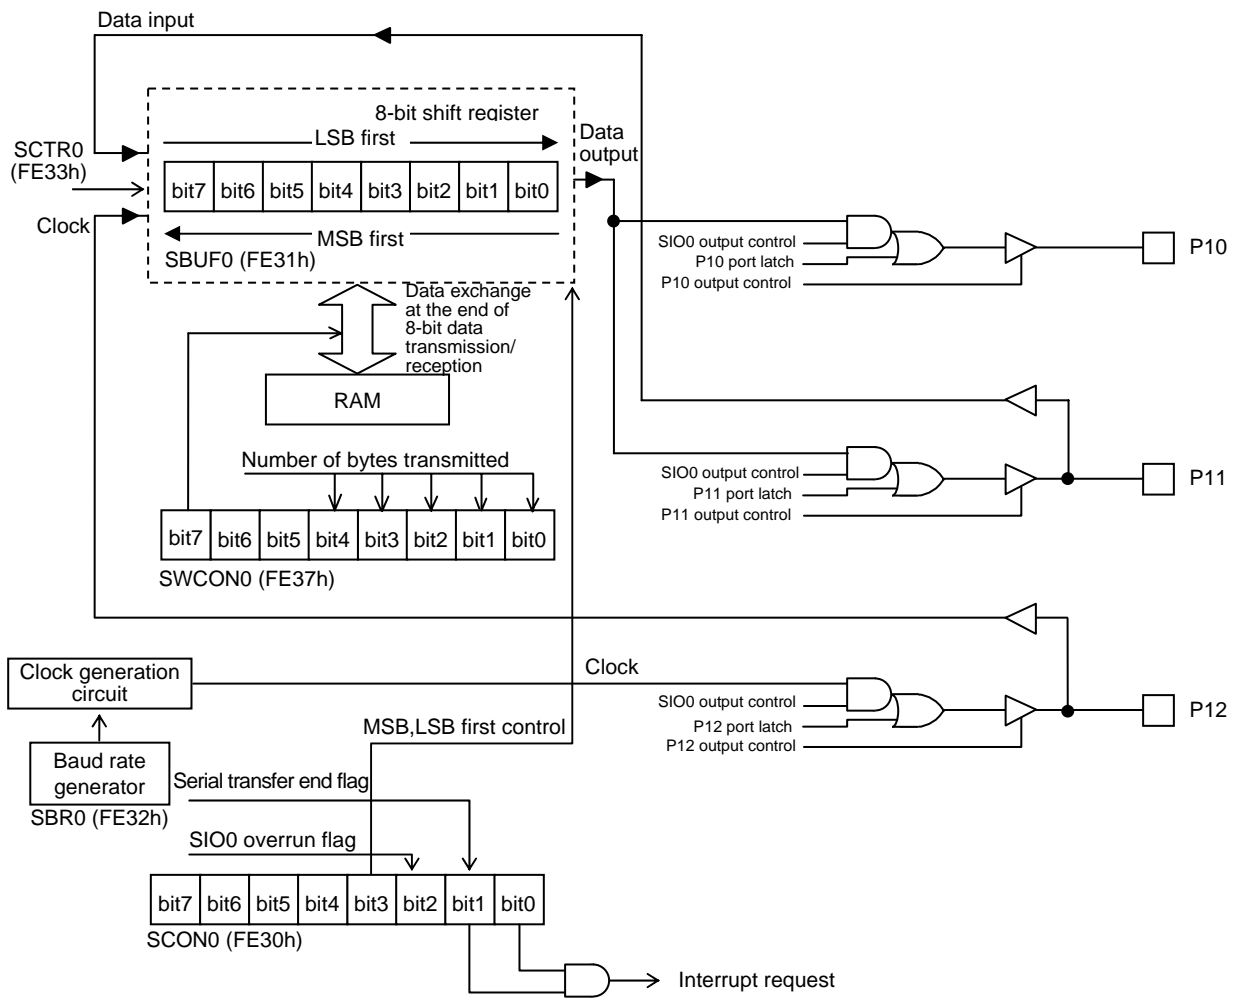 Data input
8-bit shift register
LSB first
Data
output
SCTR0
(FE33h)
bit7 bit6 bit5 bit4 bit3 bit2 bit1 bit0
Clock
MSB first
SBUF0 (FE31h)
SIO0 output control
P10 port latch
P10 output control
P10
Data exchange
at the end of
8-bit data
transmission/
reception
RAM
Number of bytes transmitted
SIO0 output control
P11 port latch
P11 output control
P11
bit7 bit6 bit5 bit4 bit3 bit2 bit1 bit0
SWCON0 (FE37h)
Clock generation
circuit
Clock
SIO0 output control
P12 port latch
P12 output control
P12
MSB,LSB first control
Baud rate
generator
SBR0 (FE32h)
Serial transfer end flag
SIO0 overrun flag
bit7 bit6 bit5 bit4 bit3 bit2 bit1 bit0
SCON0 (FE30h)
Interrupt request